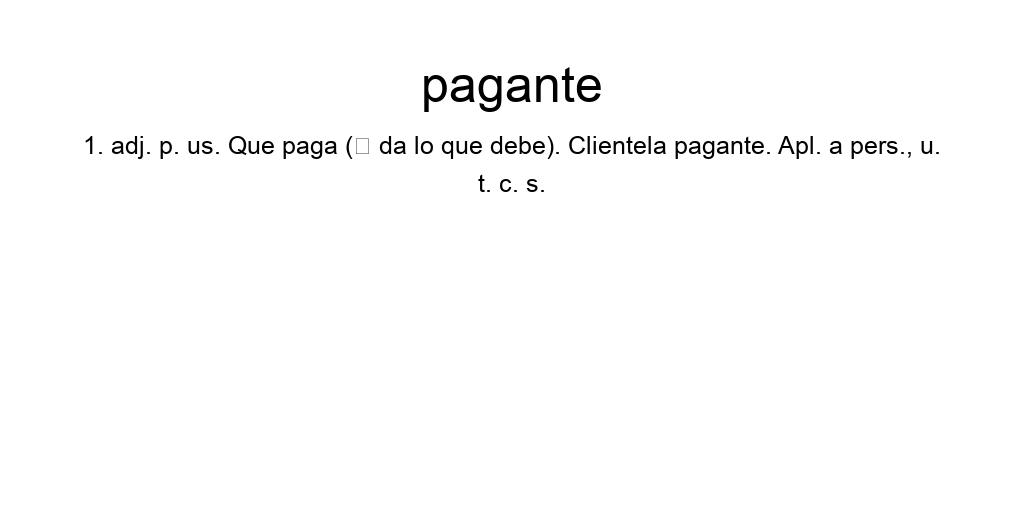 pagante
1. adj. p. us. Que paga (□ da lo que debe). Clientela pagante. Apl. a pers., u.
t. c. s.